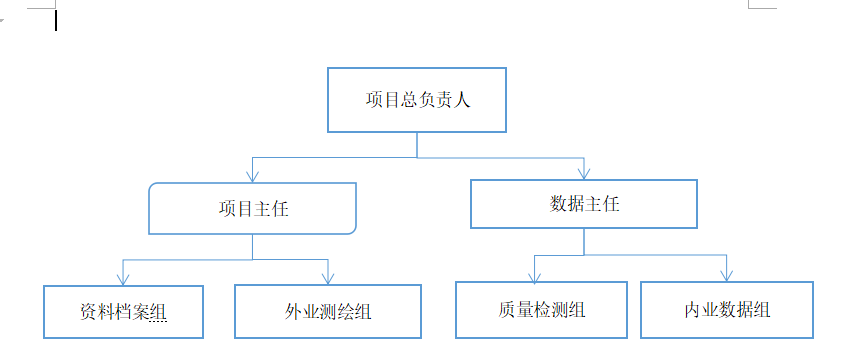 项目总负责人
项目主任
数据主任
资料档案组
外业测绘组
质量检测组
内业数据组